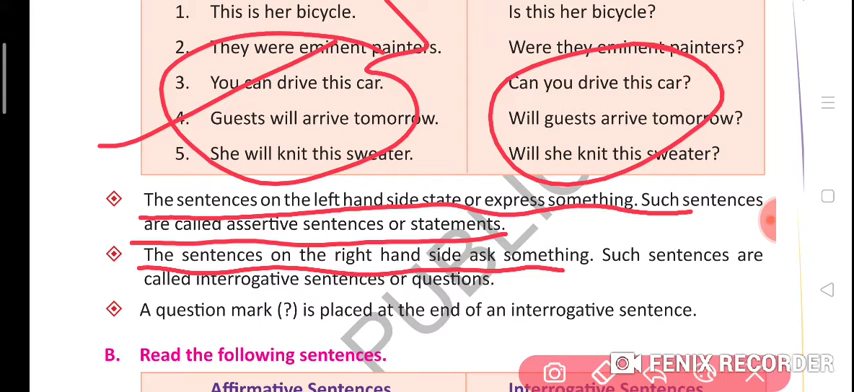 1. This is her bicycle. Is this her bicycle?
2. They were eminent painters. Were they eminent painters?
3. You can drive this car. Can you drive this car?
4. Guests will arrive tomorrow. Will guests arrive tomorrow?
5. She will knit this sweater. Will she knit this sweater?
The sentences on the left hand side state or express something. Such sentences
are called assertive sentences or statements.
The sentences on the right hand side ask something. Such sentences are
called interrogative sentences or questions.
A question mark (?) is placed at the end of an interrogative sentence.
B. Read the following sentences.
Affirmative Sentences Interrogative Sentences
PUBLIC
FENIX RECORDER